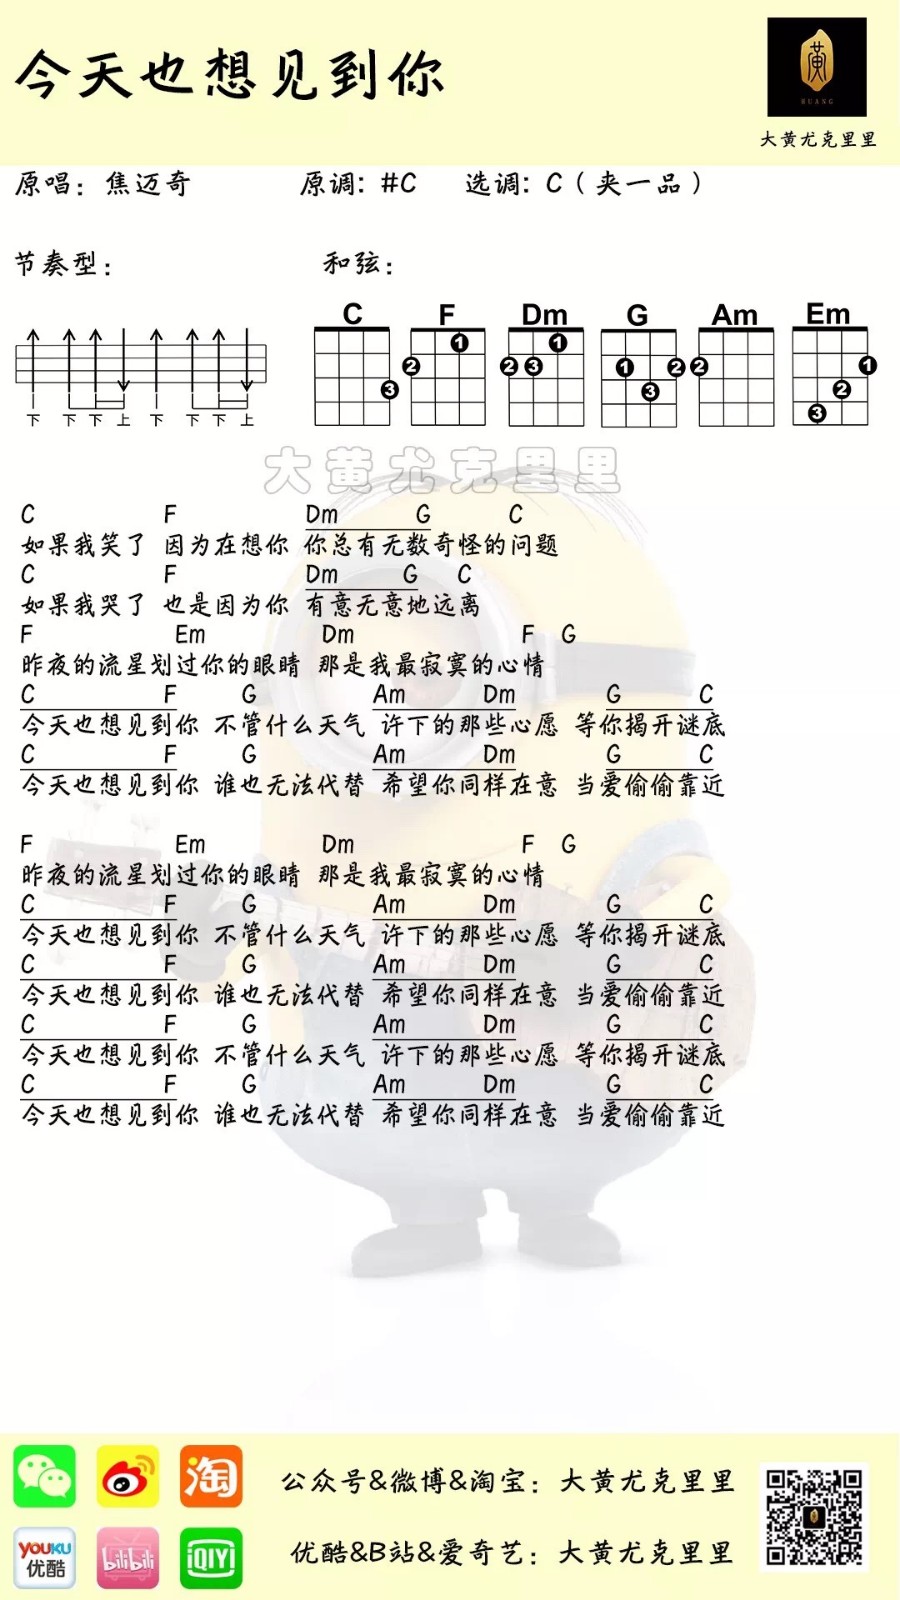 今天也想见到你
黄
HUANG
大黄尤克里里
原唱：焦迈奇 原调：#C 选调：C（夹一品）
节奏型： 和弦：
C F Dm G Am Em
1 1 1
2 2 3 1 2 2 2
3 3 3
下 下 下 上 下 下 下 上
大黄尤克里里
C F Dm G C
如果我笑了 因为在想你 你总有无数奇怪的问题
C F Dm G C
如果我哭了 也是因为你 有意无意地远离
F Em Dm F G
昨夜的流星划过你的眼睛 那是我最寂寞的心情
C F G Am Dm G C
今天也想见到你 不管什么天气 许下的那些心愿 等你揭开谜底
C F G Am Dm G C
今天也想见到你 谁也无法代替 希望你同样在意 当爱偷偷靠近
F Em Dm F G
昨夜的流星划过你的眼睛 那是我最寂寞的心情
C F G Am Dm G C
今天也想见到你 不管什么天气 许下的那些心愿 等你揭开谜底
C F G Am Dm G C
今天也想见到你 谁也无法代替 希望你同样在意 当爱偷偷靠近
C F G Am Dm G C
今天也想见到你 不管什么天气 许下的那些心愿 等你揭开谜底
C F G Am Dm G C
今天也想见到你 谁也无法代替 希望你同样在意 当爱偷偷靠近
淘
公众号&微博&淘宝：大黄尤克里里
YOUKU
优酷
bilibili
iQIYI
优酷&B站&爱奇艺：大黄尤克里里